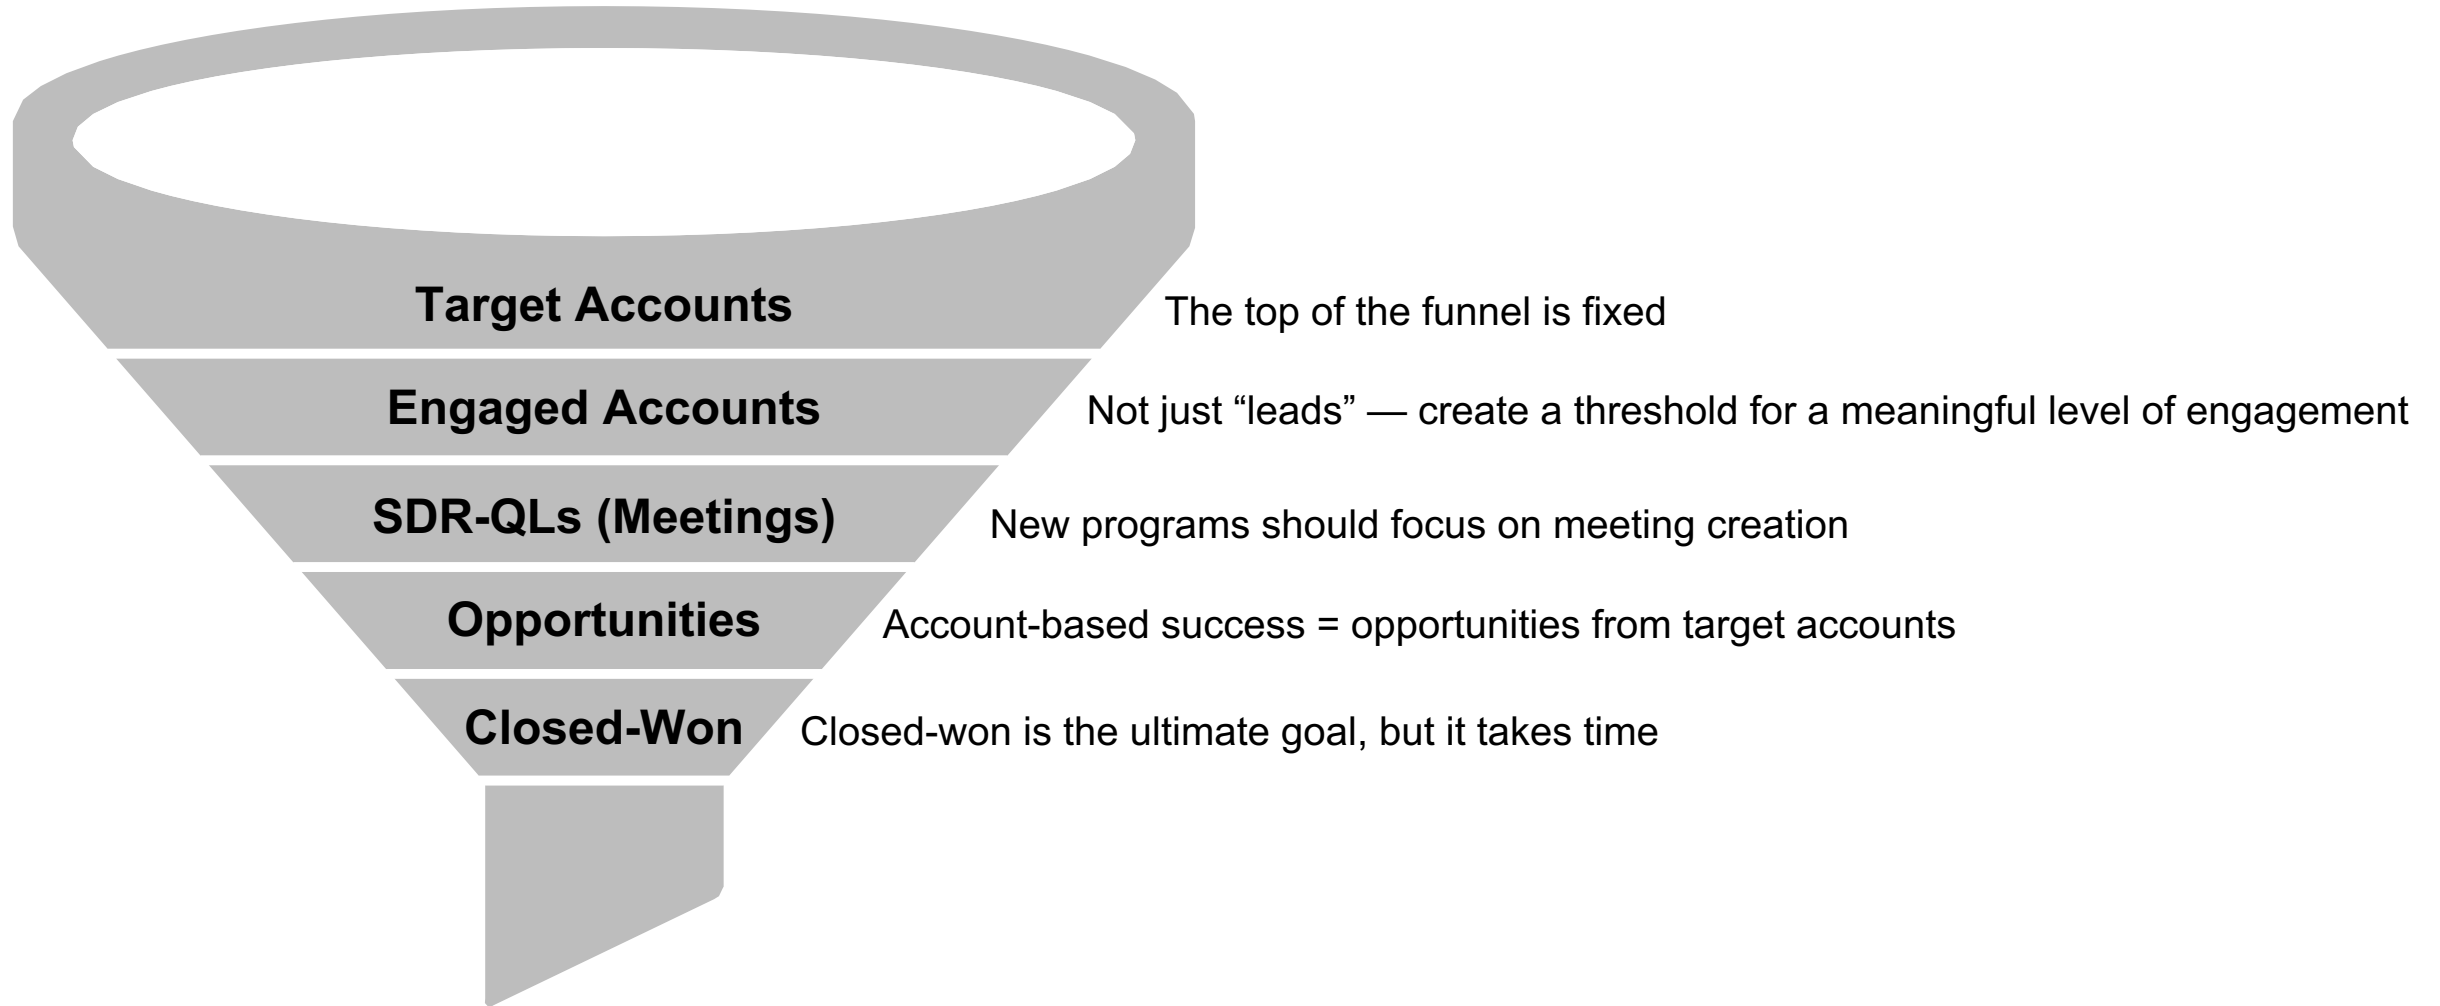 Target Accounts
The top of the funnel is fixed
Engaged Accounts
Not just “leads” — create a threshold for a meaningful level of engagement
SDR-QLs (Meetings)
New programs should focus on meeting creation
Opportunities
Account-based success = opportunities from target accounts
Closed-Won
Closed-won is the ultimate goal, but it takes time